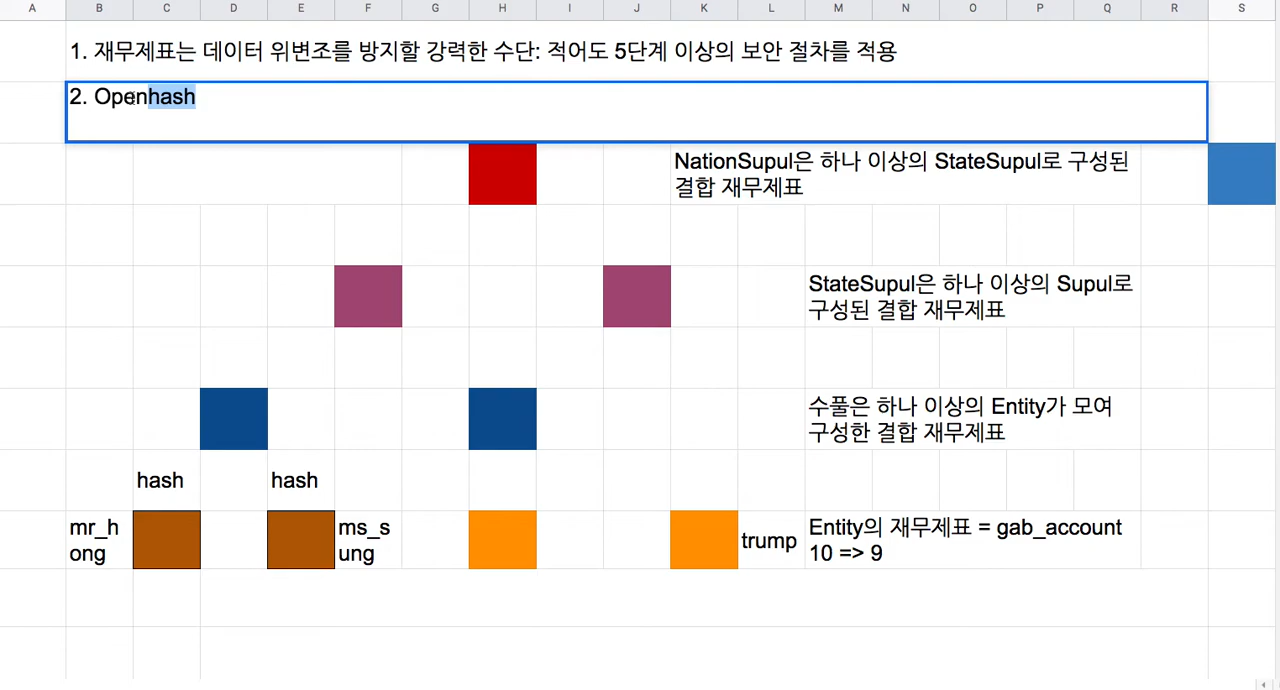 A B C D E F G H I J K L M N O P Q R S
1. 재무제표는 데이터 위변조를 방지할 강력한 수단: 적어도 5단계 이상의 보안 절차를 적용
2. Openhash
NationSupul은 하나 이상의 StateSupul로 구성된
결합 재무제표
StateSupul은 하나 이상의 Supul로
구성된 결합 재무제표
수풀은 하나 이상의 Entity가 모여
구성한 결합 재무제표
hash hash
mr_h
ong
ms_s
ung
trump
Entity의 재무제표 = gab_account
10 => 9